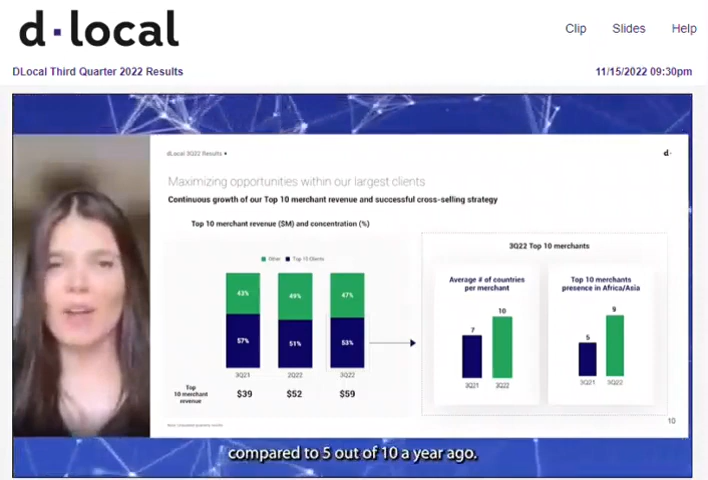 d·local
Clip Slides Help
DLocal Third Quarter 2022 Results 11/15/2022 09:30pm
dLocal 3Q22 Results •
d·
Maximizing opportunities within our largest clients
Continuous growth of our Top 10 merchant revenue and successful cross-selling strategy
Top 10 merchant revenue ($M) and concentration (%)
Other Top 10 Clients
43% 49% 47%
57% 51% 53%
3Q21 2Q22 3Q22
Top
10 merchant
revenue
$39 $52 $59
3Q22 Top 10 merchants
Average # of countries
per merchant
7 10
3Q21 3Q22
Top 10 merchants
presence in Africa/Asia
5 9
3Q21 3Q22
10
compared to 5 out of 10 a year ago.